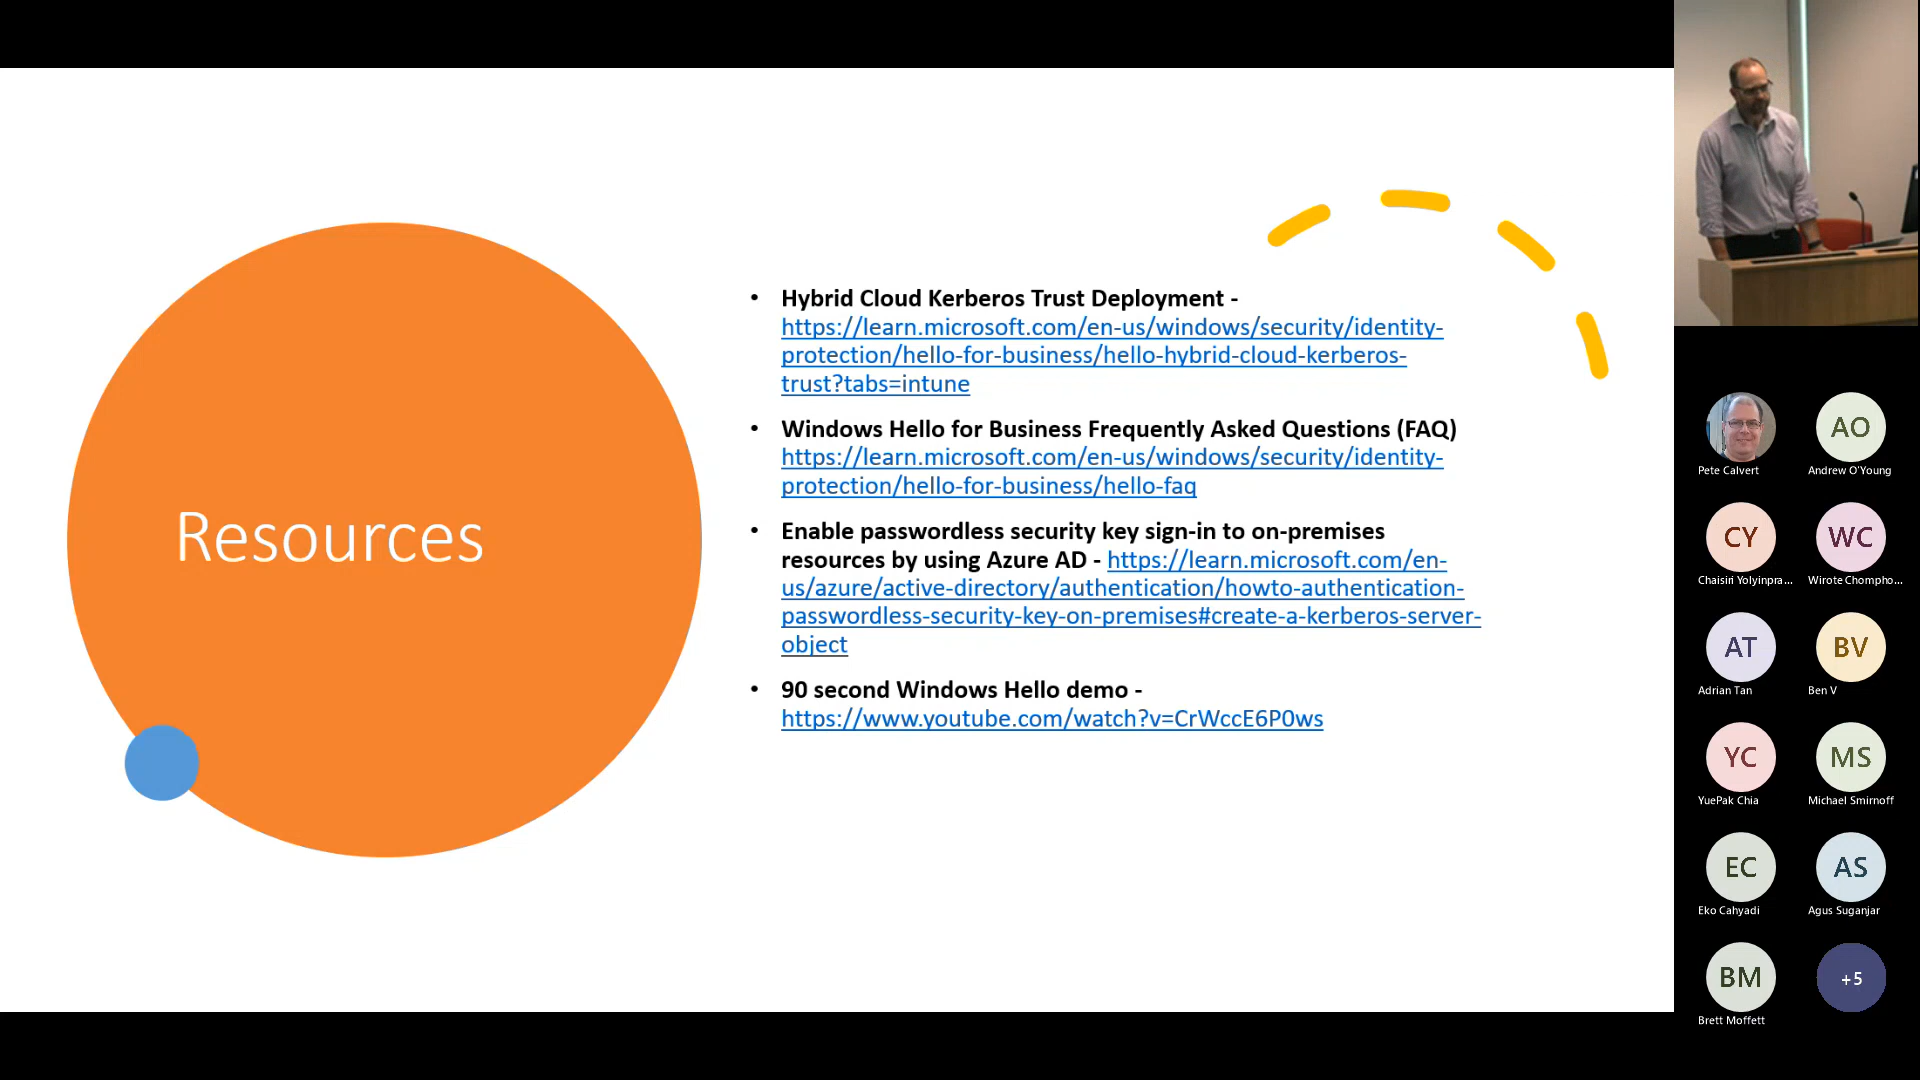 Resources
• Hybrid Cloud Kerberos Trust Deployment -
https://learn.microsoft.com/en-us/windows/security/identity-
protection/hello-for-business/hello-hybrid-cloud-kerberos-
trust?tabs=intune
• Windows Hello for Business Frequently Asked Questions (FAQ)
https://learn.microsoft.com/en-us/windows/security/identity-
protection/hello-for-business/hello-faq
• Enable passwordless security key sign-in to on-premises
resources by using Azure AD - https://learn.microsoft.com/en-
us/azure/active-directory/authentication/howto-authentication-
passwordless-security-key-on-premises#create-a-kerberos-server-
object
• 90 second Windows Hello demo -
https://www.youtube.com/watch?v=CrWccE6P0ws
Pete Calvert
AO
Andrew O'Young
CY
Chaisiri Yolyinpra...
WC
Wirote Chompho...
AT
Adrian Tan
BV
Ben V
YC
YuePak Chia
MS
Michael Smirnoff
EC
Eko Cahyadi
AS
Agus Suganjar
BM
Brett Moffett
+5